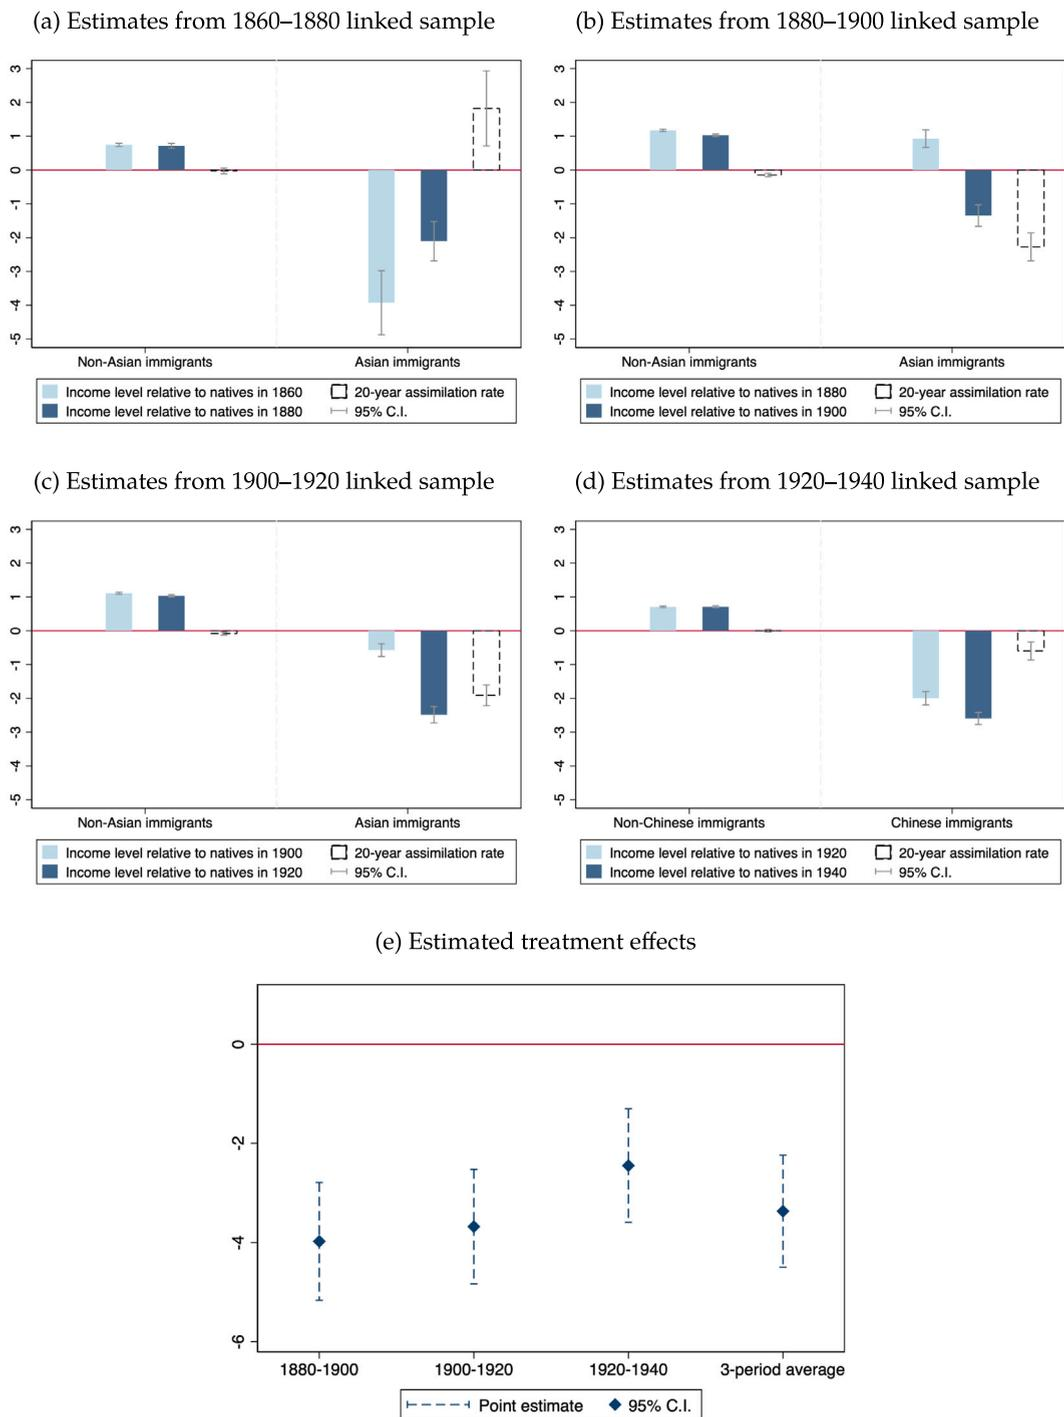 (a) Estimates from 1860–1880 linked sample
3
2
1
0
-1
-2
-3
-4
-5
Non-Asian immigrants Asian immigrants
Income level relative to natives in 1860 20-year assimilation rate
Income level relative to natives in 1880 95% C.I.
(b) Estimates from 1880–1900 linked sample
3
2
1
0
-1
-2
-3
-4
-5
Non-Asian immigrants Asian immigrants
Income level relative to natives in 1880 20-year assimilation rate
Income level relative to natives in 1900 95% C.I.
(c) Estimates from 1900–1920 linked sample
3
2
1
0
-1
-2
-3
-4
-5
Non-Asian immigrants Asian immigrants
Income level relative to natives in 1900 20-year assimilation rate
Income level relative to natives in 1920 95% C.I.
(d) Estimates from 1920–1940 linked sample
3
2
1
0
-1
-2
-3
-4
-5
Non-Chinese immigrants Chinese immigrants
Income level relative to natives in 1920 20-year assimilation rate
Income level relative to natives in 1940 95% C.I.
(e) Estimated treatment effects
0
-2
-4
-6
1880-1900 1900-1920 1920-1940 3-period average
Point estimate 95% C.I.